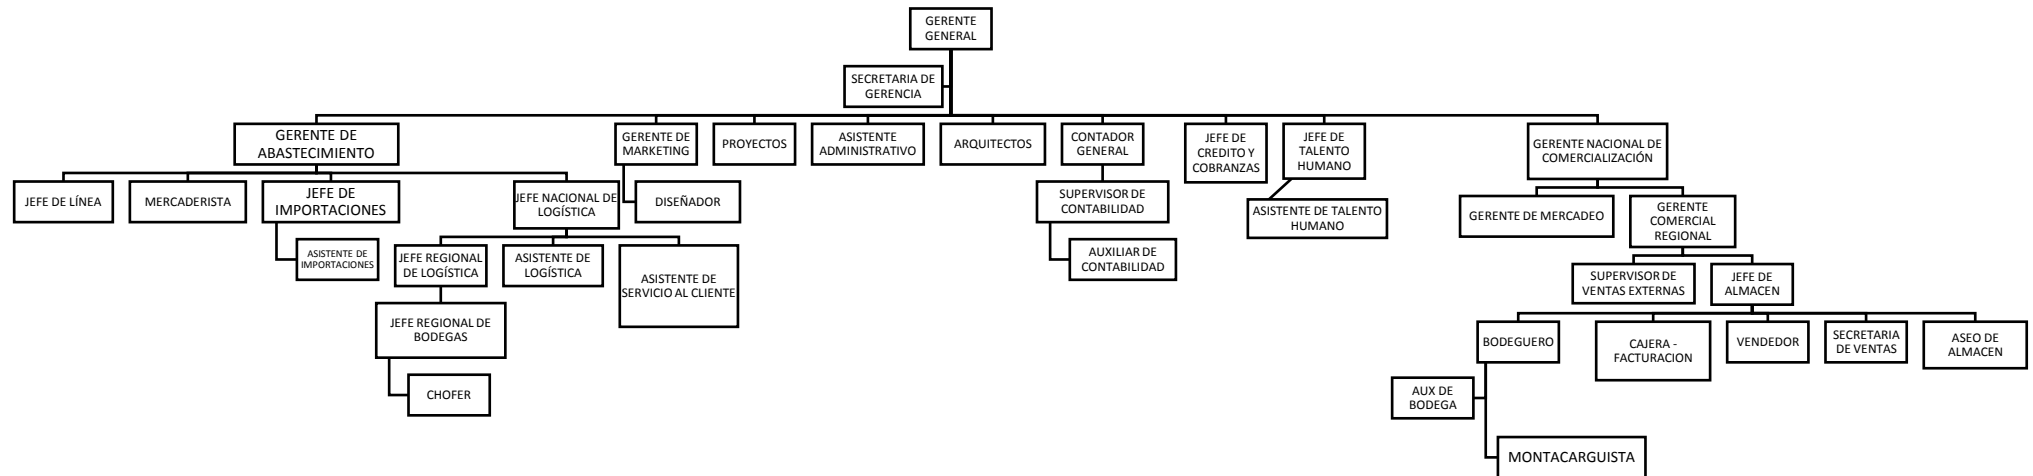 GERENTE
GENERAL
SECRETARIA DE
GERENCIA
GERENTE DE
ABASTECIMIENTO
GERENTE DE
MARKETING
PROYECTOS
ASISTENTE
ADMINISTRATIVO
ARQUITECTOS
CONTADOR
GENERAL
JEFE DE
CREDITO Y
COBRANZAS
JEFE DE
TALENTO
HUMANO
GERENTE NACIONAL DE
COMERCIALIZACIÓN
JEFE DE LÍNEA
MERCADERISTA
JEFE DE
IMPORTACIONES
JEFE NACIONAL DE
LOGÍSTICA
DISEÑADOR
SUPERVISOR DE
CONTABILIDAD
ASISTENTE DE TALENTO
HUMANO
GERENTE DE MERCADEO
GERENTE
COMERCIAL
REGIONAL
ASISTENTE DE
IMPORTACIONES
JEFE REGIONAL
DE LOGÍSTICA
ASISTENTE DE
LOGÍSTICA
ASISTENTE DE
SERVICIO AL CLIENTE
AUXILIAR DE
CONTABILIDAD
SUPERVISOR DE
VENTAS EXTERNAS
JEFE DE
ALMACEN
JEFE REGIONAL DE
BODEGAS
BODEGUERO
CAJERA -
FACTURACION
VENDEDOR
SECRETARIA
DE VENTAS
ASEO DE
ALMACEN
CHOFER
AUX DE
BODEGA
MONTACARGUISTA